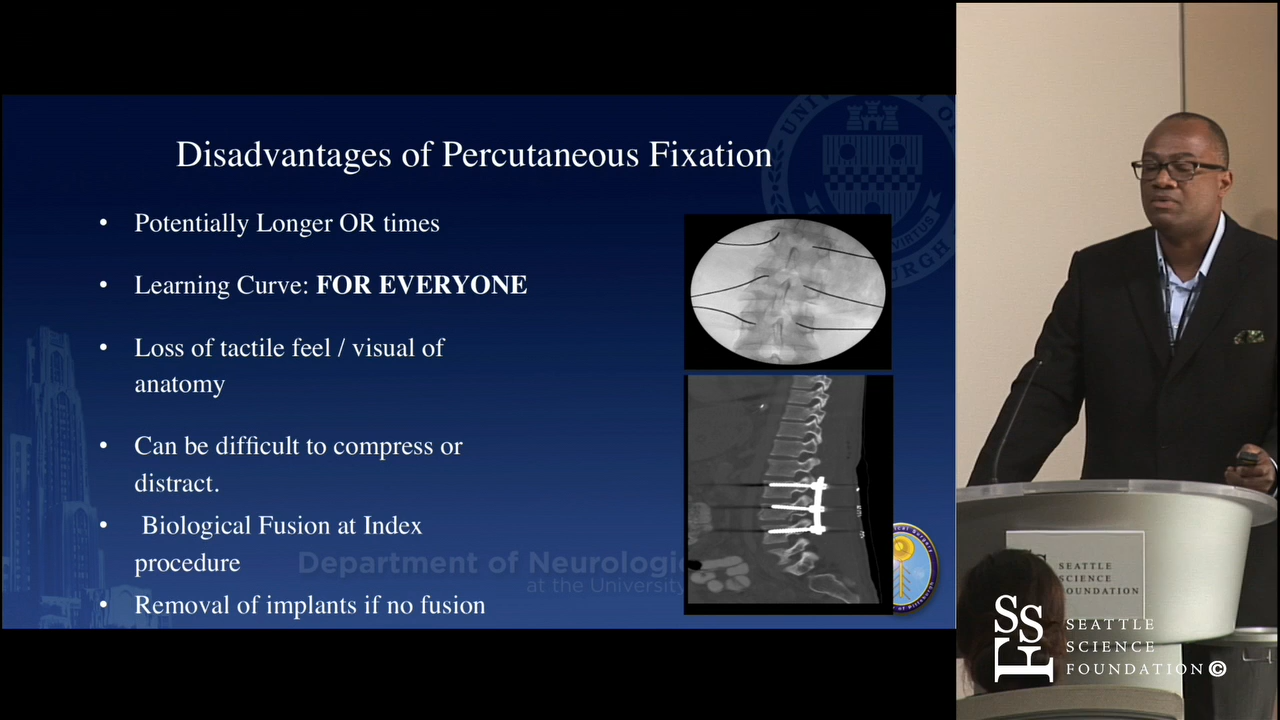 Disadvantages of Percutaneous Fixation
• Potentially Longer OR times
• Learning Curve: FOR EVERYONE
• Loss of tactile feel / visual of
anatomy
• Can be difficult to compress or
distract.
• Biological Fusion at Index
procedure
• Removal of implants if no fusion
Department of Neurologic
at the University
VIRTUS
SEATTLE
SCIENCE
FOUNDATION
SSF
SEATTLE
SCIENCE
FOUNDATION©